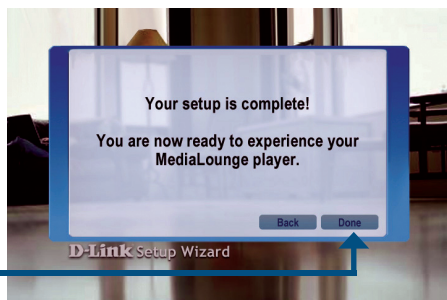 Your setup is complete!
You are now ready to experience your
MediaLounge player.
Back Done
D-Link Setup Wizard